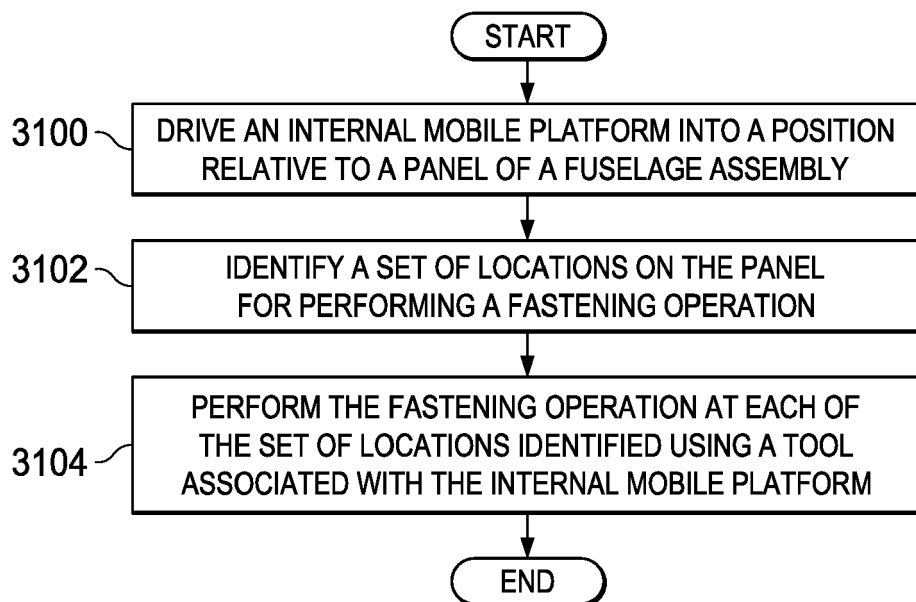 START
3100
DRIVE AN INTERNAL MOBILE PLATFORM INTO A POSITION
RELATIVE TO A PANEL OF A FUSELAGE ASSEMBLY
3102
IDENTIFY A SET OF LOCATIONS ON THE PANEL
FOR PERFORMING A FASTENING OPERATION
3104
PERFORM THE FASTENING OPERATION AT EACH OF
THE SET OF LOCATIONS IDENTIFIED USING A TOOL
ASSOCIATED WITH THE INTERNAL MOBILE PLATFORM
END